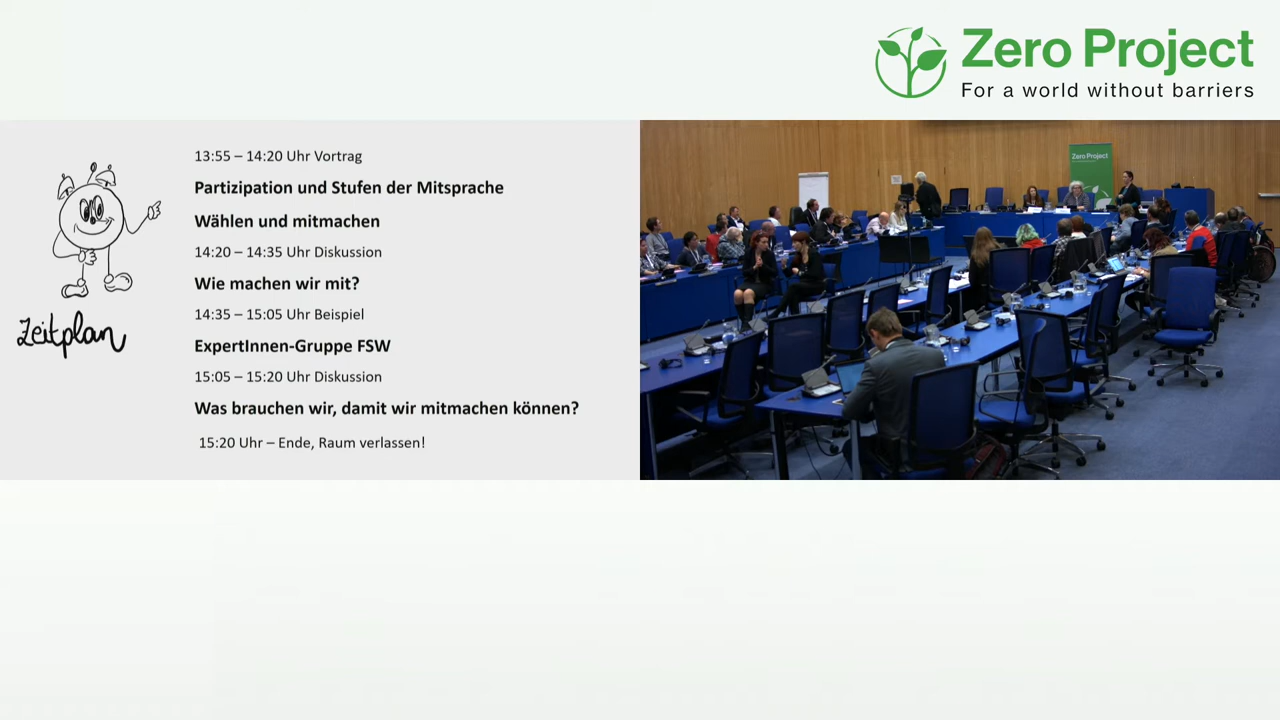 Zero Project
For a world without barriers
13:55 – 14:20 Uhr Vortrag
Partizipation und Stufen der Mitsprache
Wählen und mitmachen
14:20 – 14:35 Uhr Diskussion
Wie machen wir mit?
14:35 – 15:05 Uhr Beispiel
ExpertInnen-Gruppe FSW
15:05 – 15:20 Uhr Diskussion
Was brauchen wir, damit wir mitmachen können?
15:20 Uhr – Ende, Raum verlassen!
Zeitplan
Zero Project